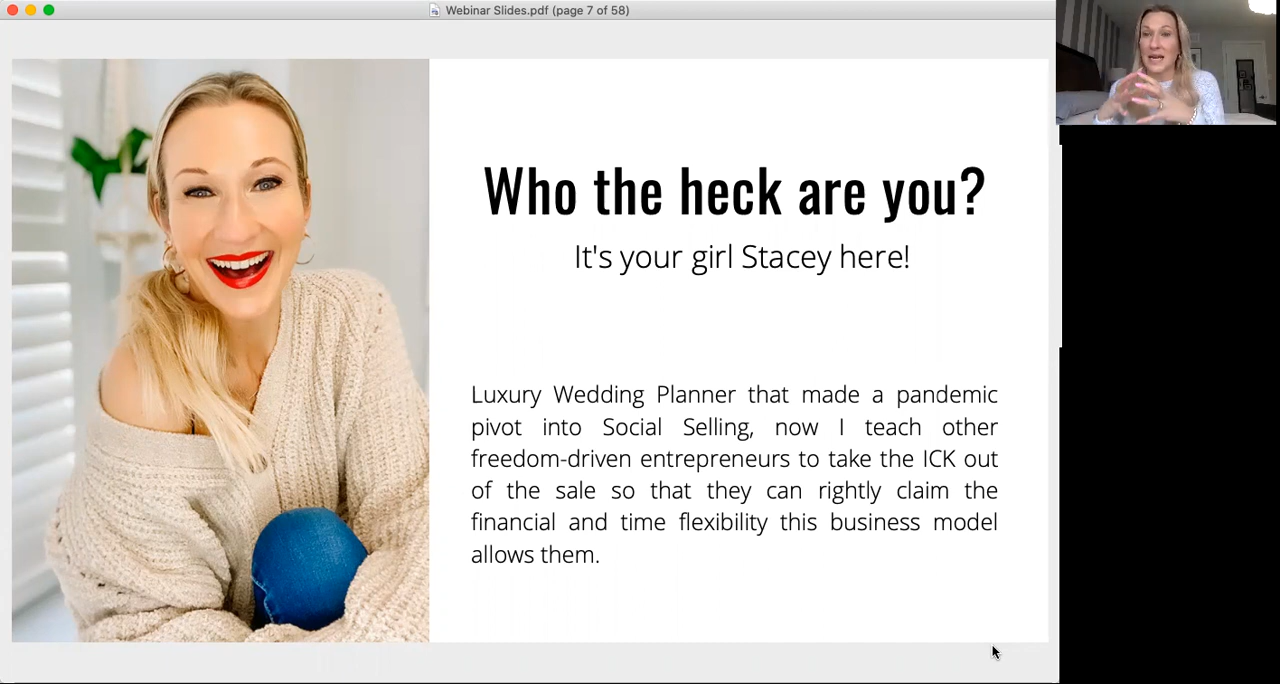 Webinar Slides.pdf (page 7 of 58)
Who the heck are you?
It's your girl Stacey here!
Luxury Wedding Planner that made a pandemic
pivot into Social Selling, now I teach other
freedom-driven entrepreneurs to take the ICK out
of the sale so that they can rightly claim the
financial and time flexibility this business model
allows them.